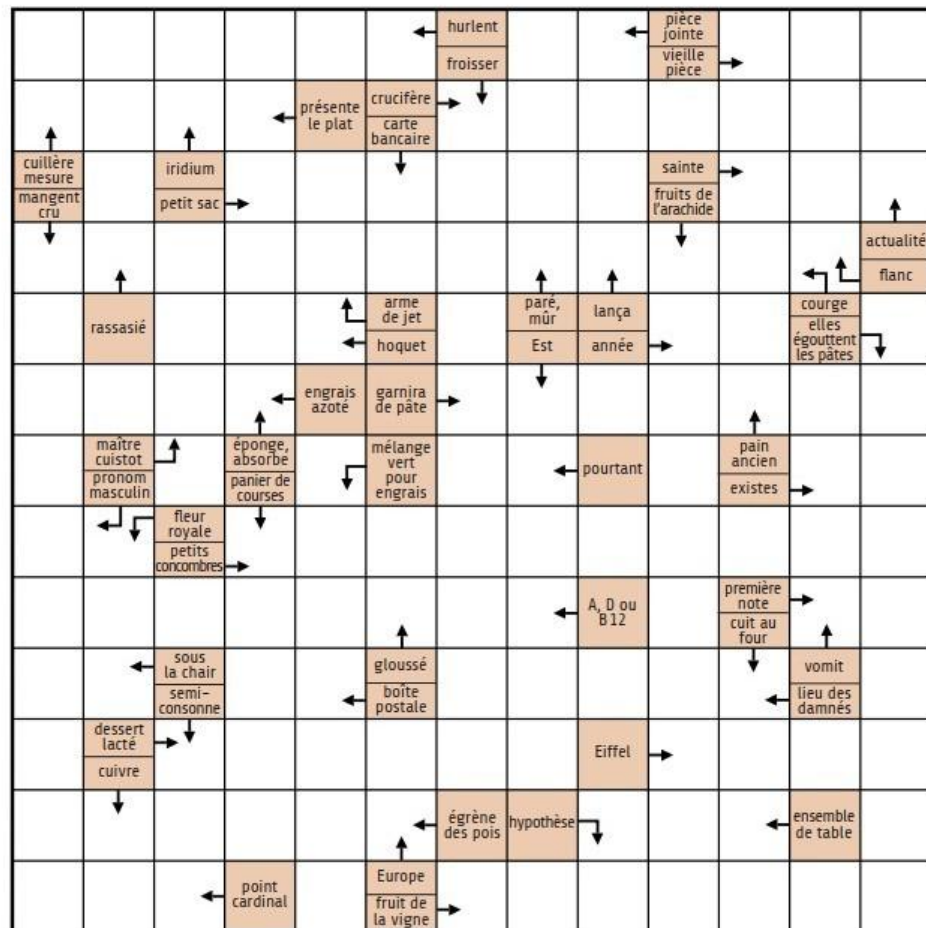 hurlent
froisser
pièce
jointe
vieille
pièce
présente
le plat
crucifère
carte
bancaire
cuillère
mesure
mangent
cru
iridium
petit sac
sainte
fruits de
l'arachide
actualité
flanc
rassasié
arme
de jet
hoquet
paré,
mûr
Est
lança
année
courge
elles
égouttent
les pâtes
engrais
azoté
garnira
de pâte
maître
cuistot
pronom
masculin
éponge,
absorbe
panier de
courses
mélange
vert
pour
engrais
pourtant
pain
ancien
existes
fleur
royale
petits
concombres
A, D ou
B12
première
note
cuit au
four
sous
la chair
semi-
consonne
gloussé
boîte
postale
vomit
lieu des
damnés
dessert
lacté
cuivre
Eiffel
égrène
des pois
hypothèse
ensemble
de table
point
cardinal
Europe
fruit de
la vigne